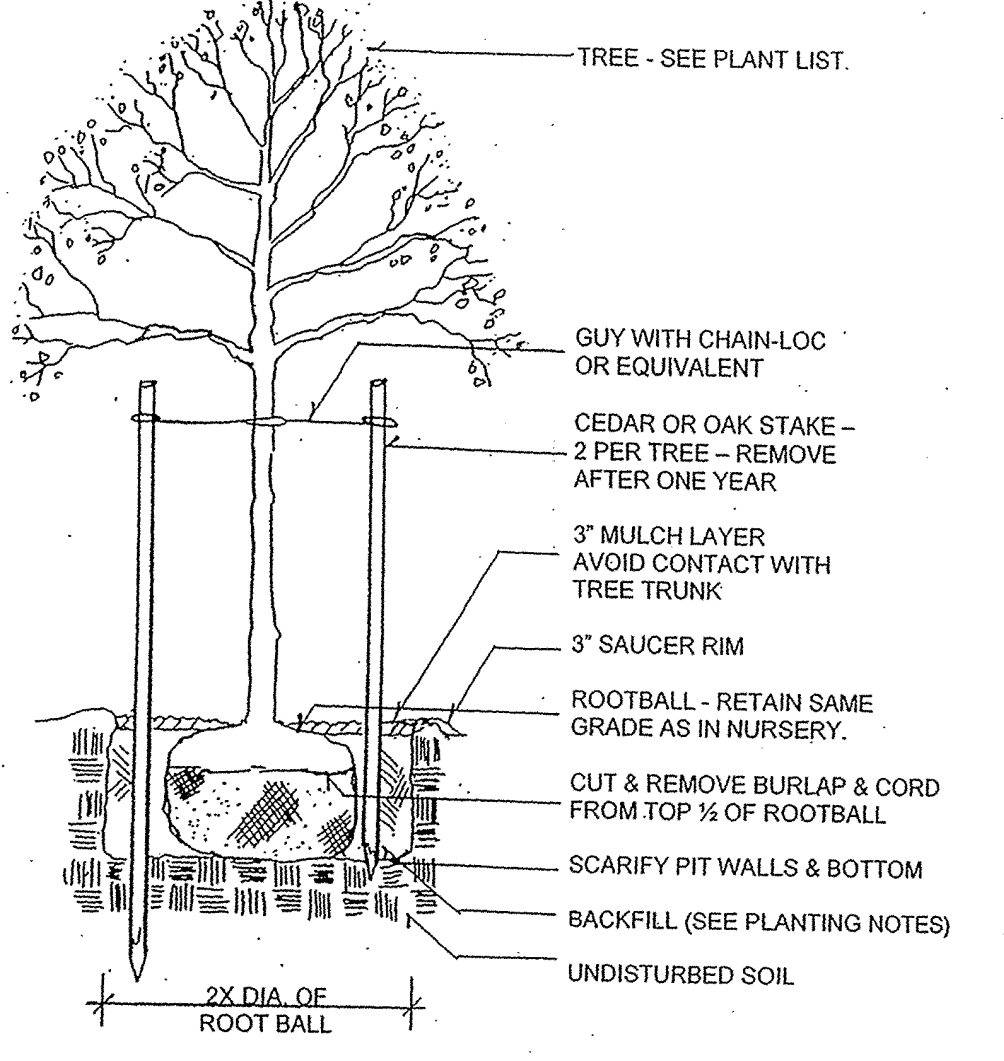 TREE - SEE PLANT LIST.
GUY WITH CHAIN-LOC
OR EQUIVALENT
CEDAR OR OAK STAKE –
2 PER TREE – REMOVE
AFTER ONE YEAR
3” MULCH LAYER
AVOID CONTACT WITH
TREE TRUNK
3” SAUCER RIM
ROOTBALL - RETAIN SAME
GRADE AS IN NURSERY.
CUT & REMOVE BURLAP & CORD
FROM TOP ½ OF ROOTBALL
SCARIFY PIT WALLS & BOTTOM
BACKFILL (SEE PLANTING NOTES)
UNDISTURBED SOIL
2X DIA. OF
ROOT BALL